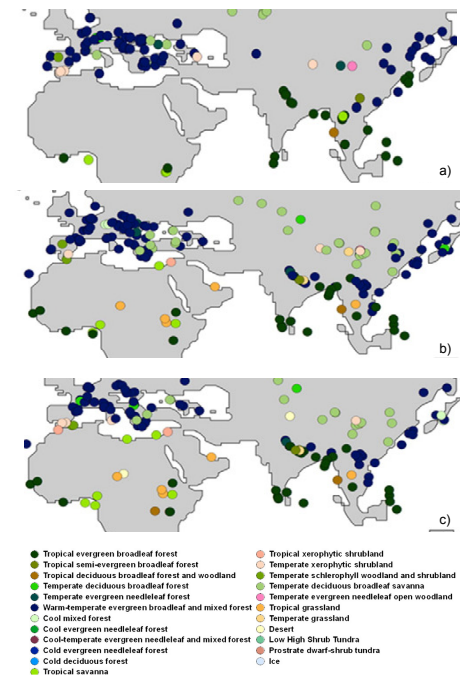 a)
b)
c)
Tropical evergreen broadleaf forest
Tropical semi-evergreen broadleaf forest
Tropical deciduous broadleaf forest and woodland
Temperate deciduous broadleaf forest
Temperate evergreen needleleaf forest
Warm-temperate evergreen broadleaf and mixed forest
Cool mixed forest
Cool evergreen needleleaf forest
Cool-temperate evergreen needleleaf and mixed forest
Cold evergreen needleleaf forest
Cold deciduous forest
Tropical savanna
Tropical xerophytic shrubland
Temperate xerophytic shrubland
Temperate schlerophyll woodland and shrubland
Temperate deciduous broadleaf savanna
Temperate evergreen needleleaf open woodland
Tropical grassland
Temperate grassland
Desert
Low High Shrub Tundra
Prostrate dwarf-shrub tundra
Ice